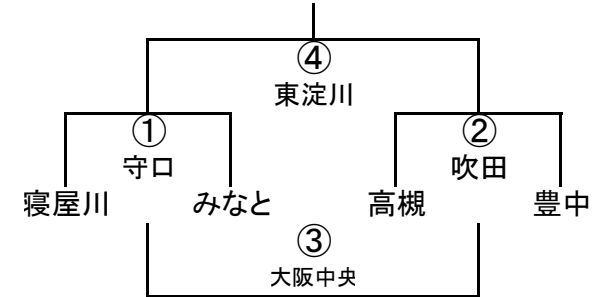 ④
東淀川
① ②
守口 吹田
寝屋川 みなと 高槻 豊中
③
大阪中央